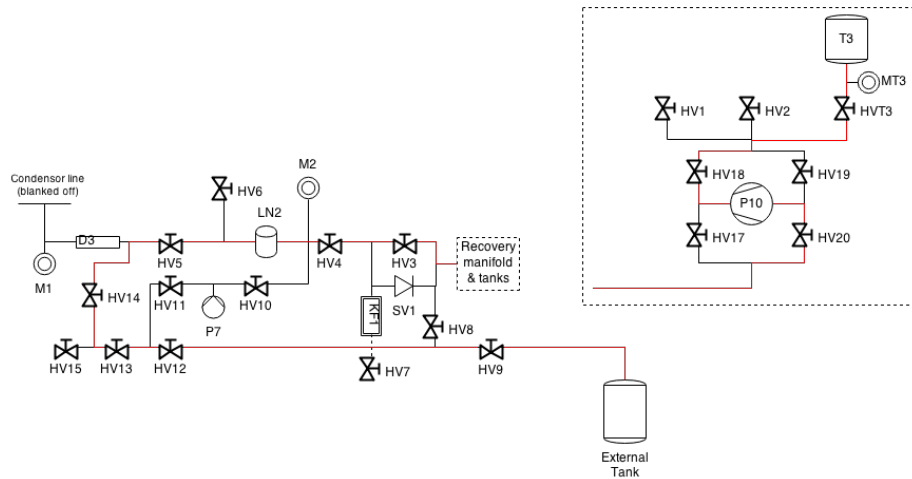 T3
MT3
HV1
HV2
HVT3
HV18
HV19
P10
HV17
HV20
Condensor line
(blanked off)
M2
HV6
LN2
D3
HV5
HV4
HV3
Recovery
manifold
& tanks
M1
HV14
HV11
P7
HV10
KF1
SV1
HV8
HV15
HV13
HV12
HV7
HV9
External
Tank